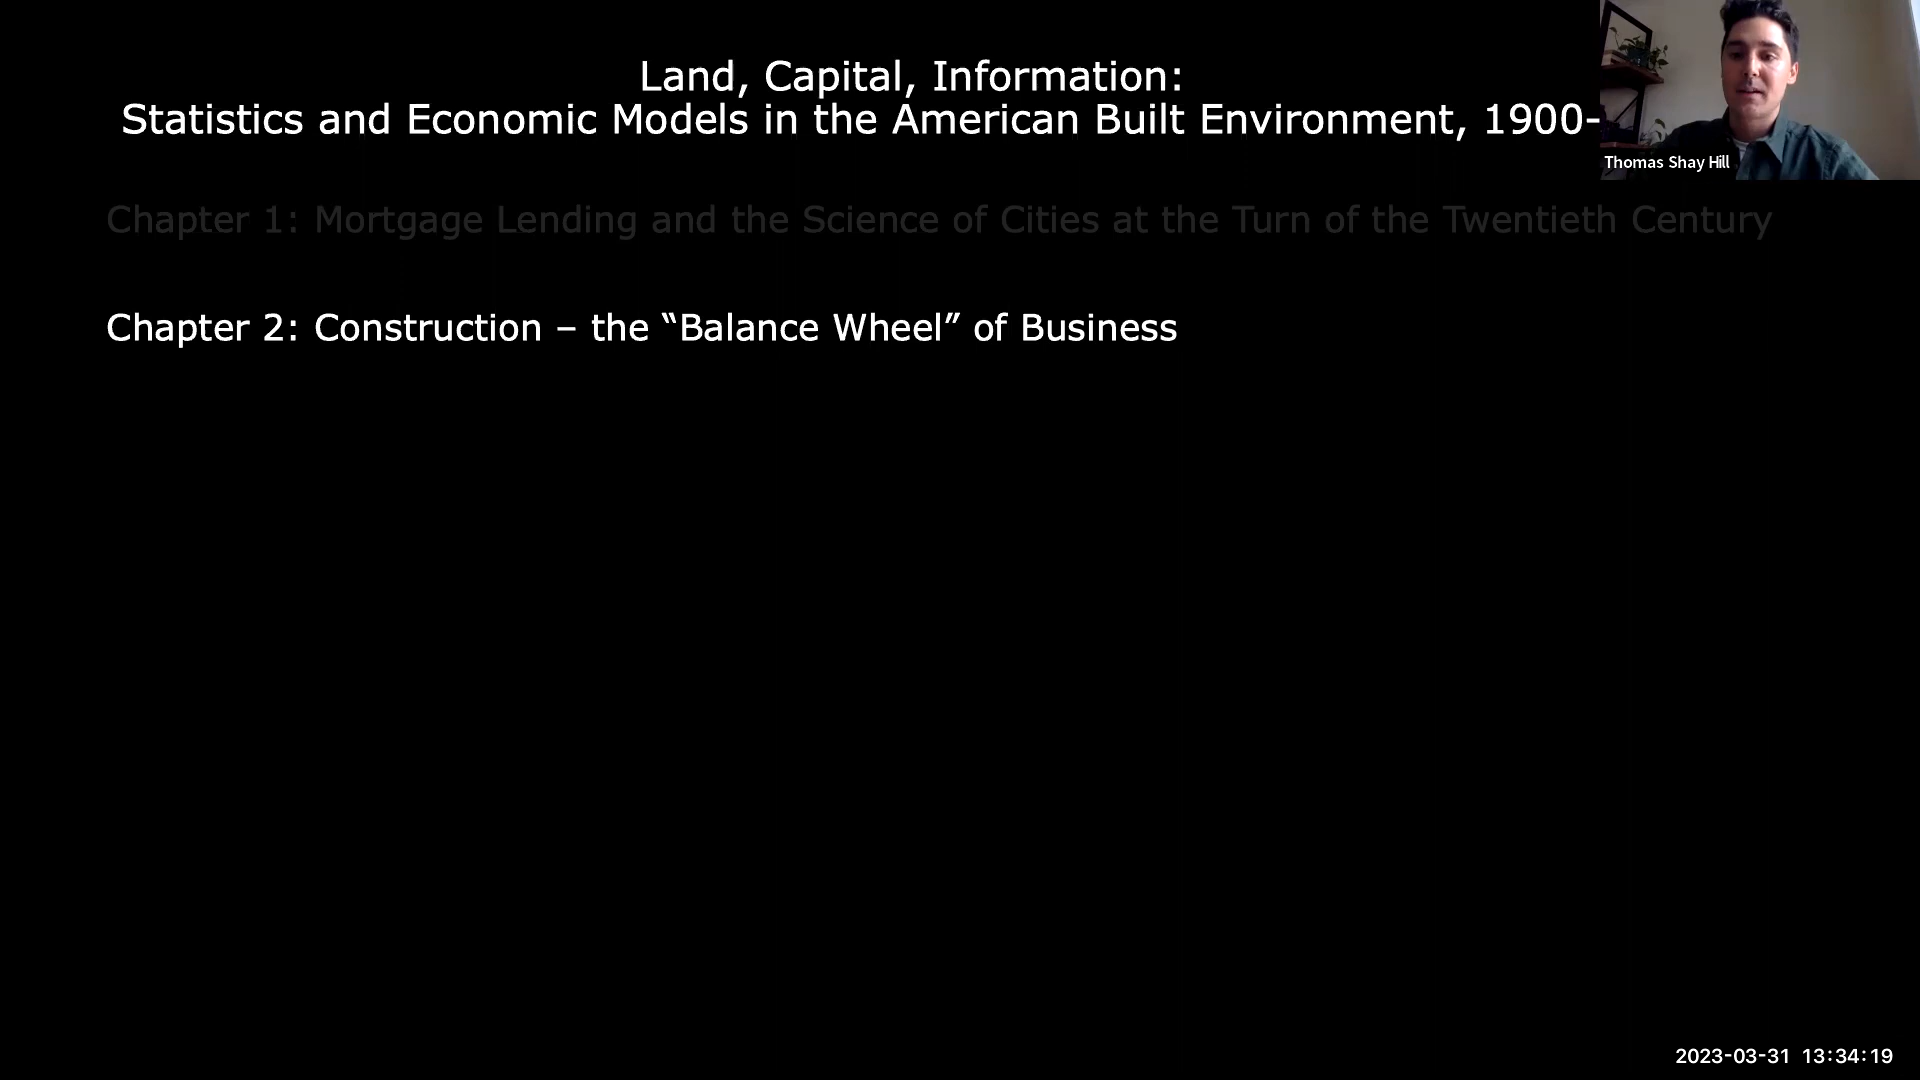 Land, Capital, Information:
Statistics and Economic Models in the American Built Environment, 1900-
Thomas Shay Hill
Chapter 1: Mortgage Lending and the Science of Cities at the Turn of the Twentieth Century
Chapter 2: Construction – the “Balance Wheel” of Business
2023-03-31 13:34:19